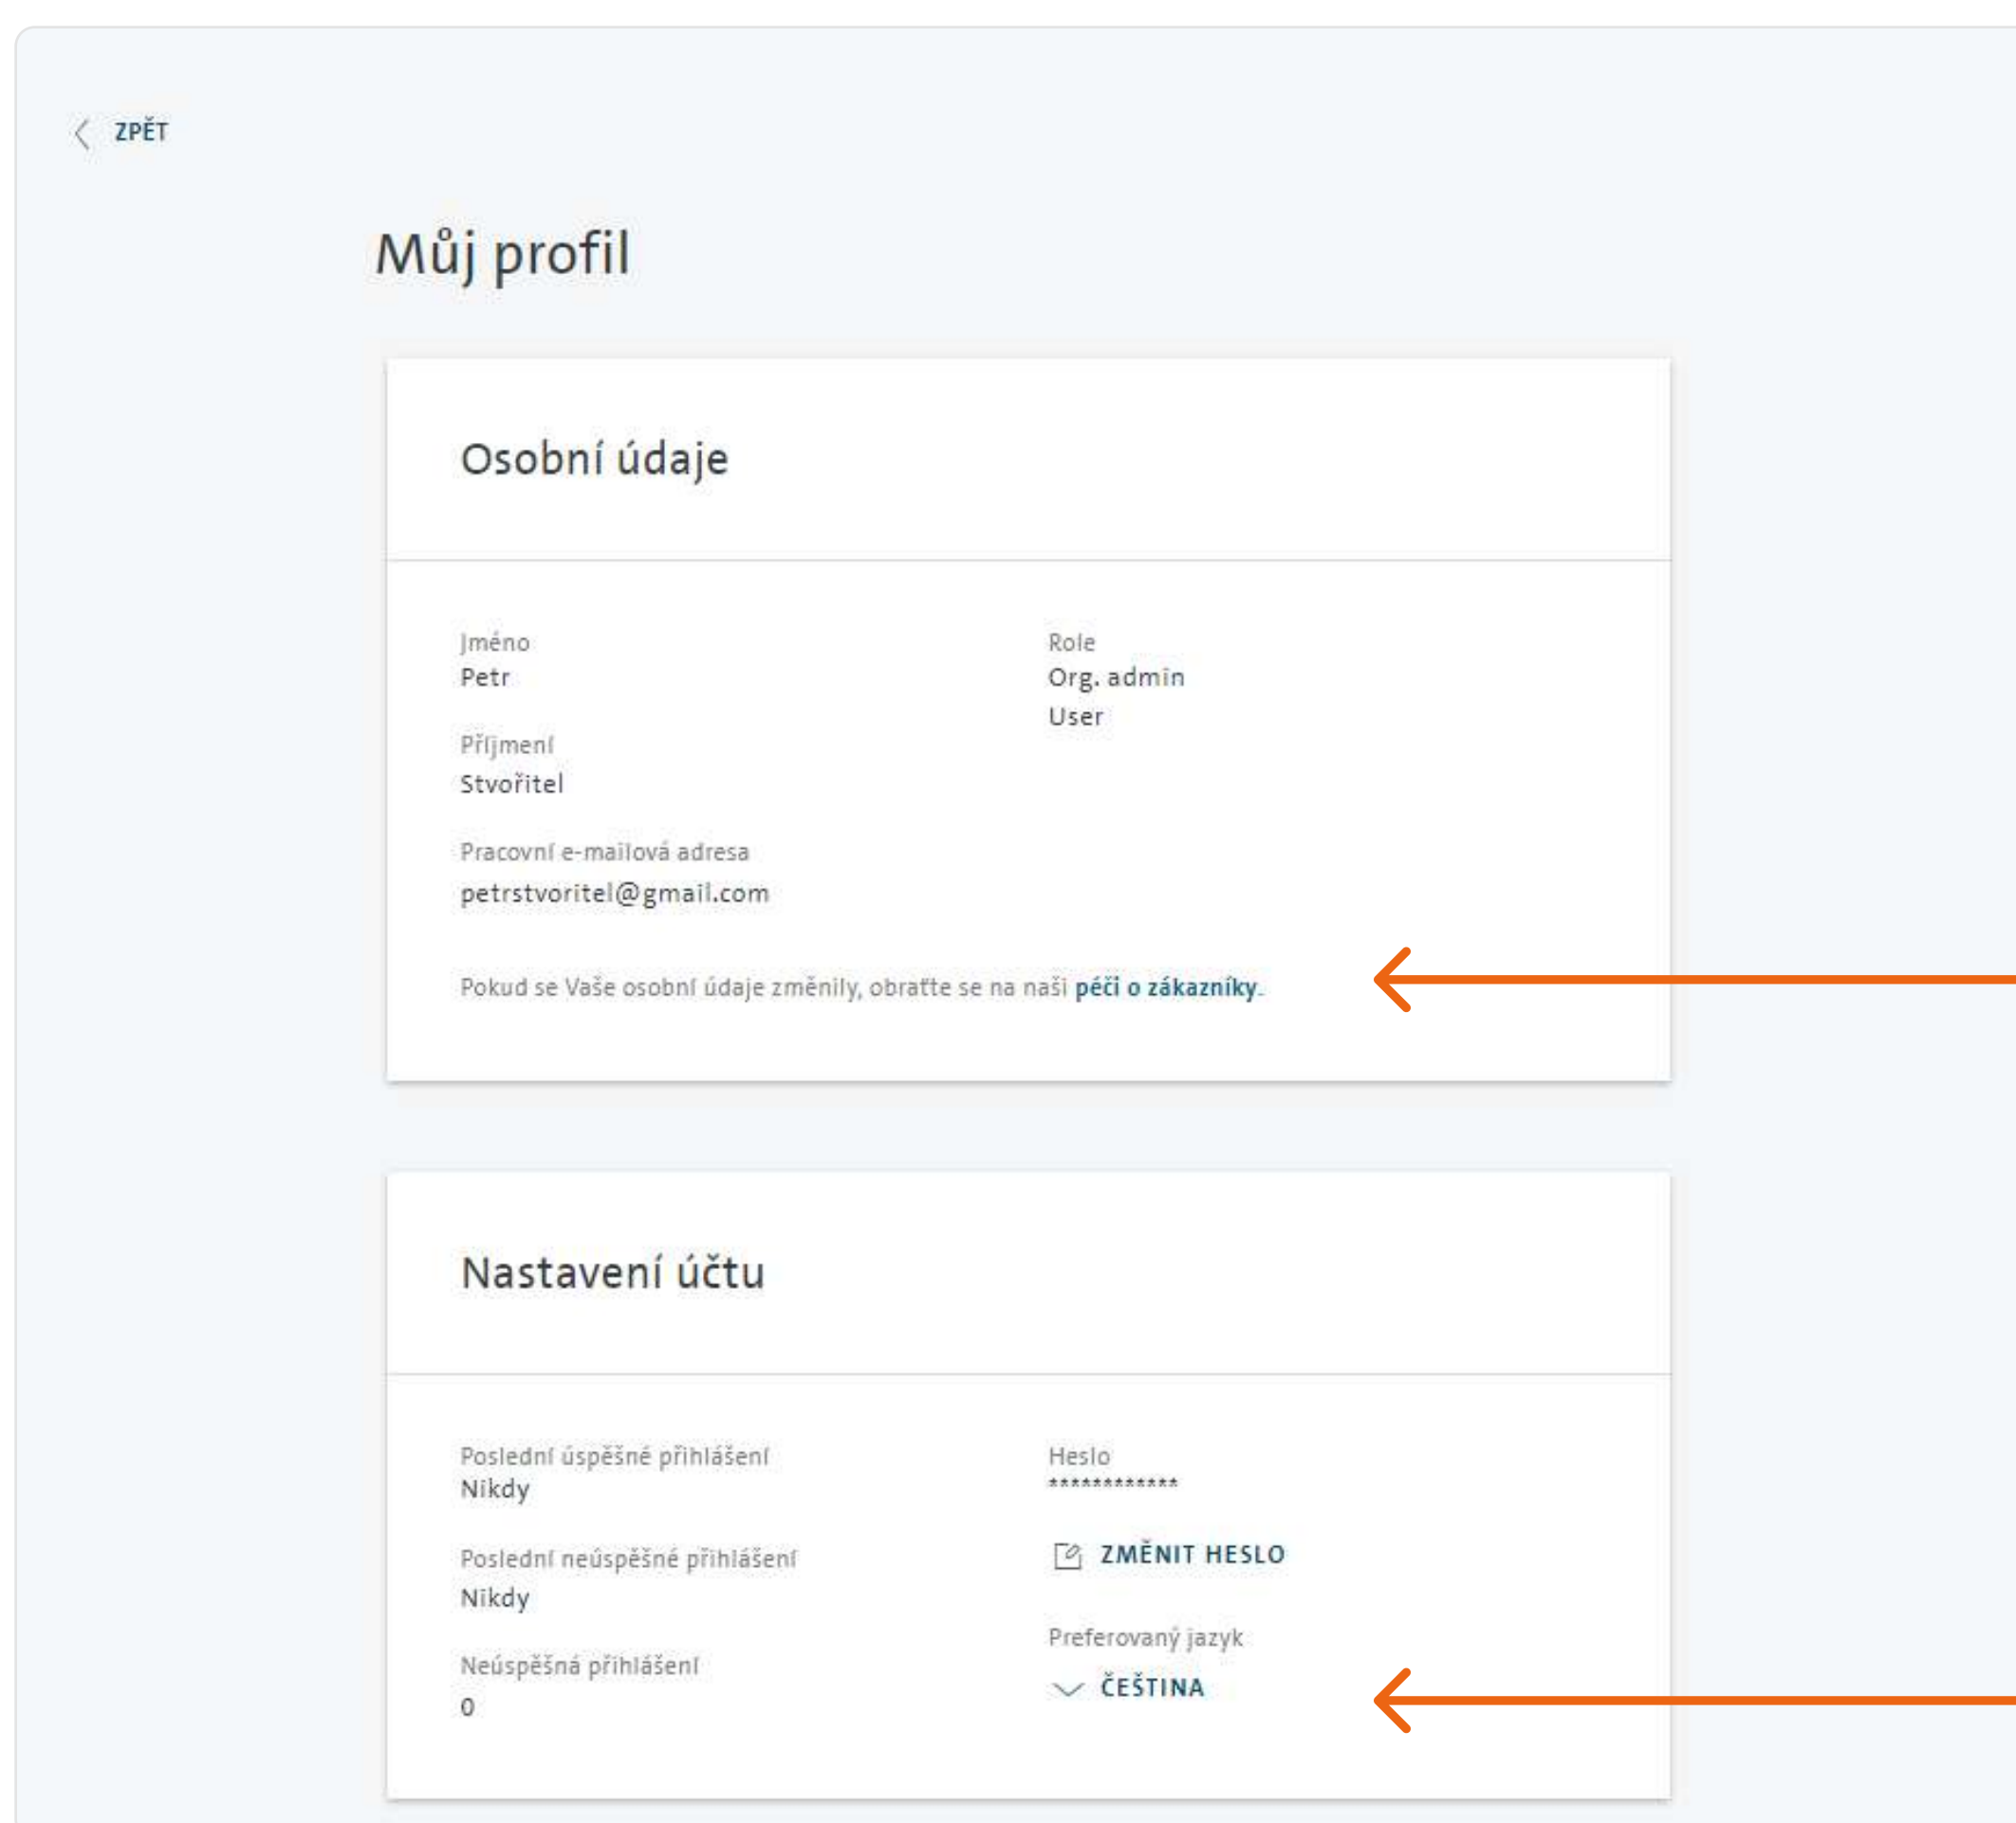 ZPĚT
Můj profil
Osobní údaje
Jméno
Petr
Příjmení
Stvořitel
Pracovní e-mailová adresa
petrstvoritel@gmail.com
Role
Org. admin
User
Pokud se Vaše osobní údaje změnily, obraťte se na naši péči o zákazníky.
Nastavení účtu
Poslední úspěšné přihlášení
Nikdy
Poslední neúspěšné přihlášení
Nikdy
Neúspěšná přihlášení
0
Heslo
************
ZMĚNIT HESLO
Preferovaný jazyk
ČEŠTINA